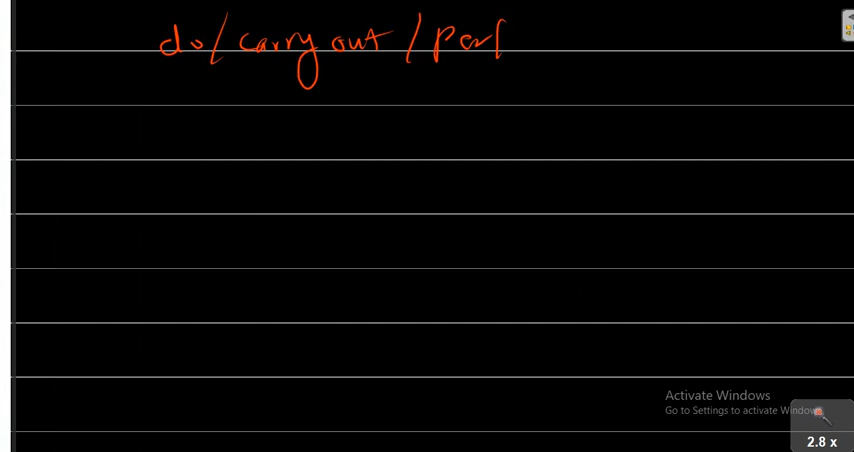 do/ carry out / perf
Activate Windows
Go to Settings to activate Windows
2.8 x